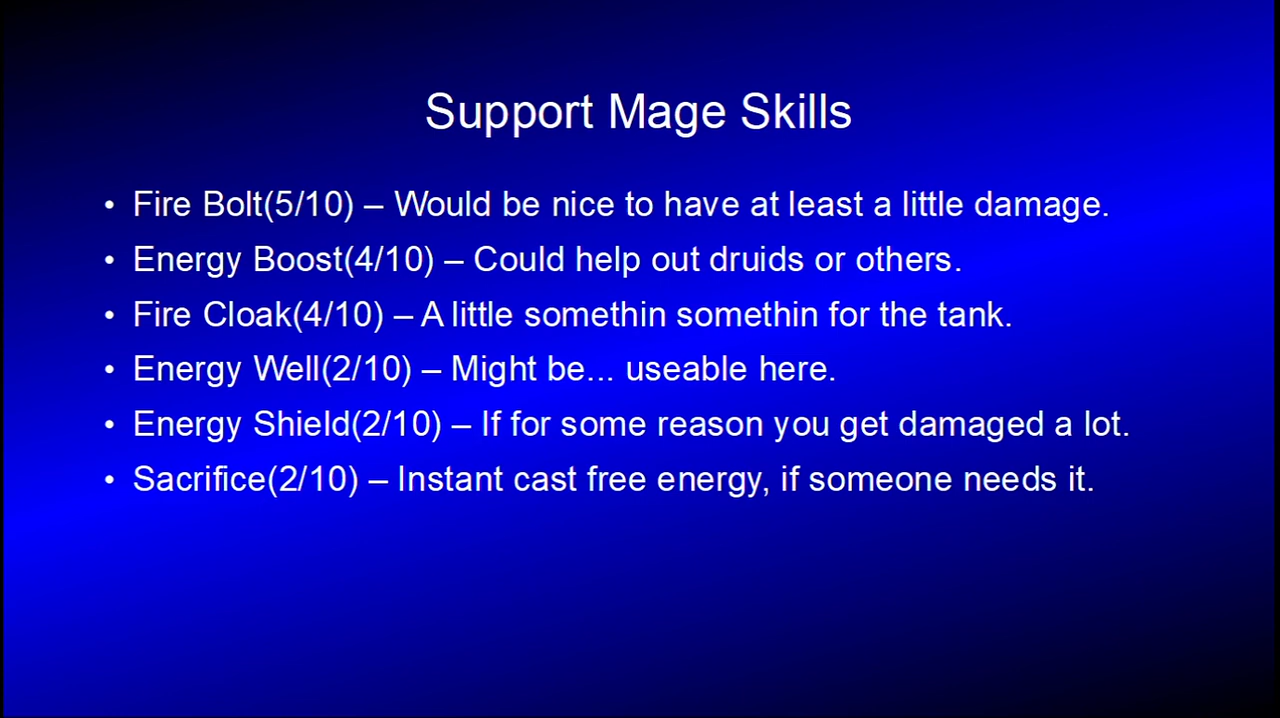 Support Mage Skills
• Fire Bolt(5/10) – Would be nice to have at least a little damage.
• Energy Boost(4/10) – Could help out druids or others.
• Fire Cloak(4/10) – A little somethin somethin for the tank.
• Energy Well(2/10) – Might be... useable here.
• Energy Shield(2/10) – If for some reason you get damaged a lot.
• Sacrifice(2/10) – Instant cast free energy, if someone needs it.